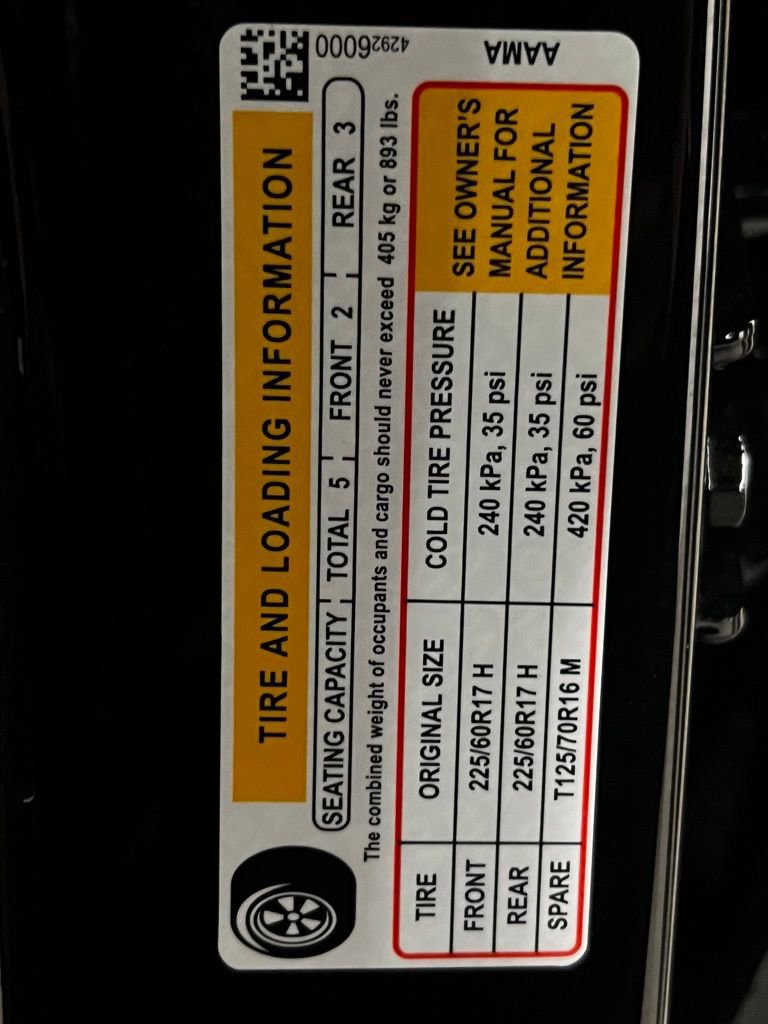 TIRE AND LOADING INFORMATION
SEATING CAPACITY TOTAL 5 FRONT 2 REAR 3
The combined weight of occupants and cargo should never exceed 405 kg or 893 lbs.
TIRE ORIGINAL SIZE COLD TIRE PRESSURE
FRONT 225/60R17 H 240 kPa, 35 psi
REAR 225/60R17 H 240 kPa, 35 psi
SPARE T125/70R16 M 420 kPa, 60 psi
SEE OWNER'S
MANUAL FOR
ADDITIONAL
INFORMATION
42926000
AAMA